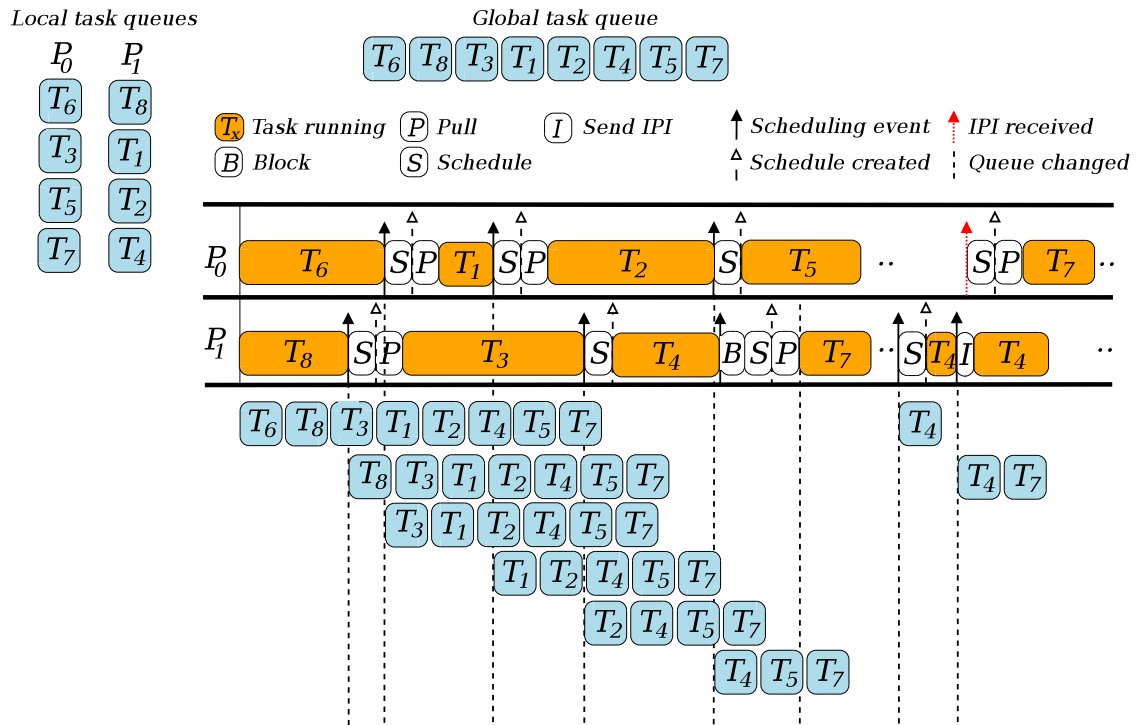 Local task queues
Global task queue
P0 P1
T6 T8 T3 T1 T2 T4 T5 T7
T6 T8
T3 T1
T5 T2
T7 T4
Tx Task running P Pull I Send IPI Scheduling event IPI received
B Block S Schedule Schedule created Queue changed
P0 T6 S P T1 S P T2 S T5 .. S P T7 ..
P1 T8 S P T3 S T4 B S P T7 .. S T4 I T4 ..
T6 T8 T3 T1 T2 T4 T5 T7 T4
T8 T3 T1 T2 T4 T5 T7 T4 T7
T3 T1 T2 T4 T5 T7
T1 T2 T4 T5 T7
T2 T4 T5 T7
T4 T5 T7